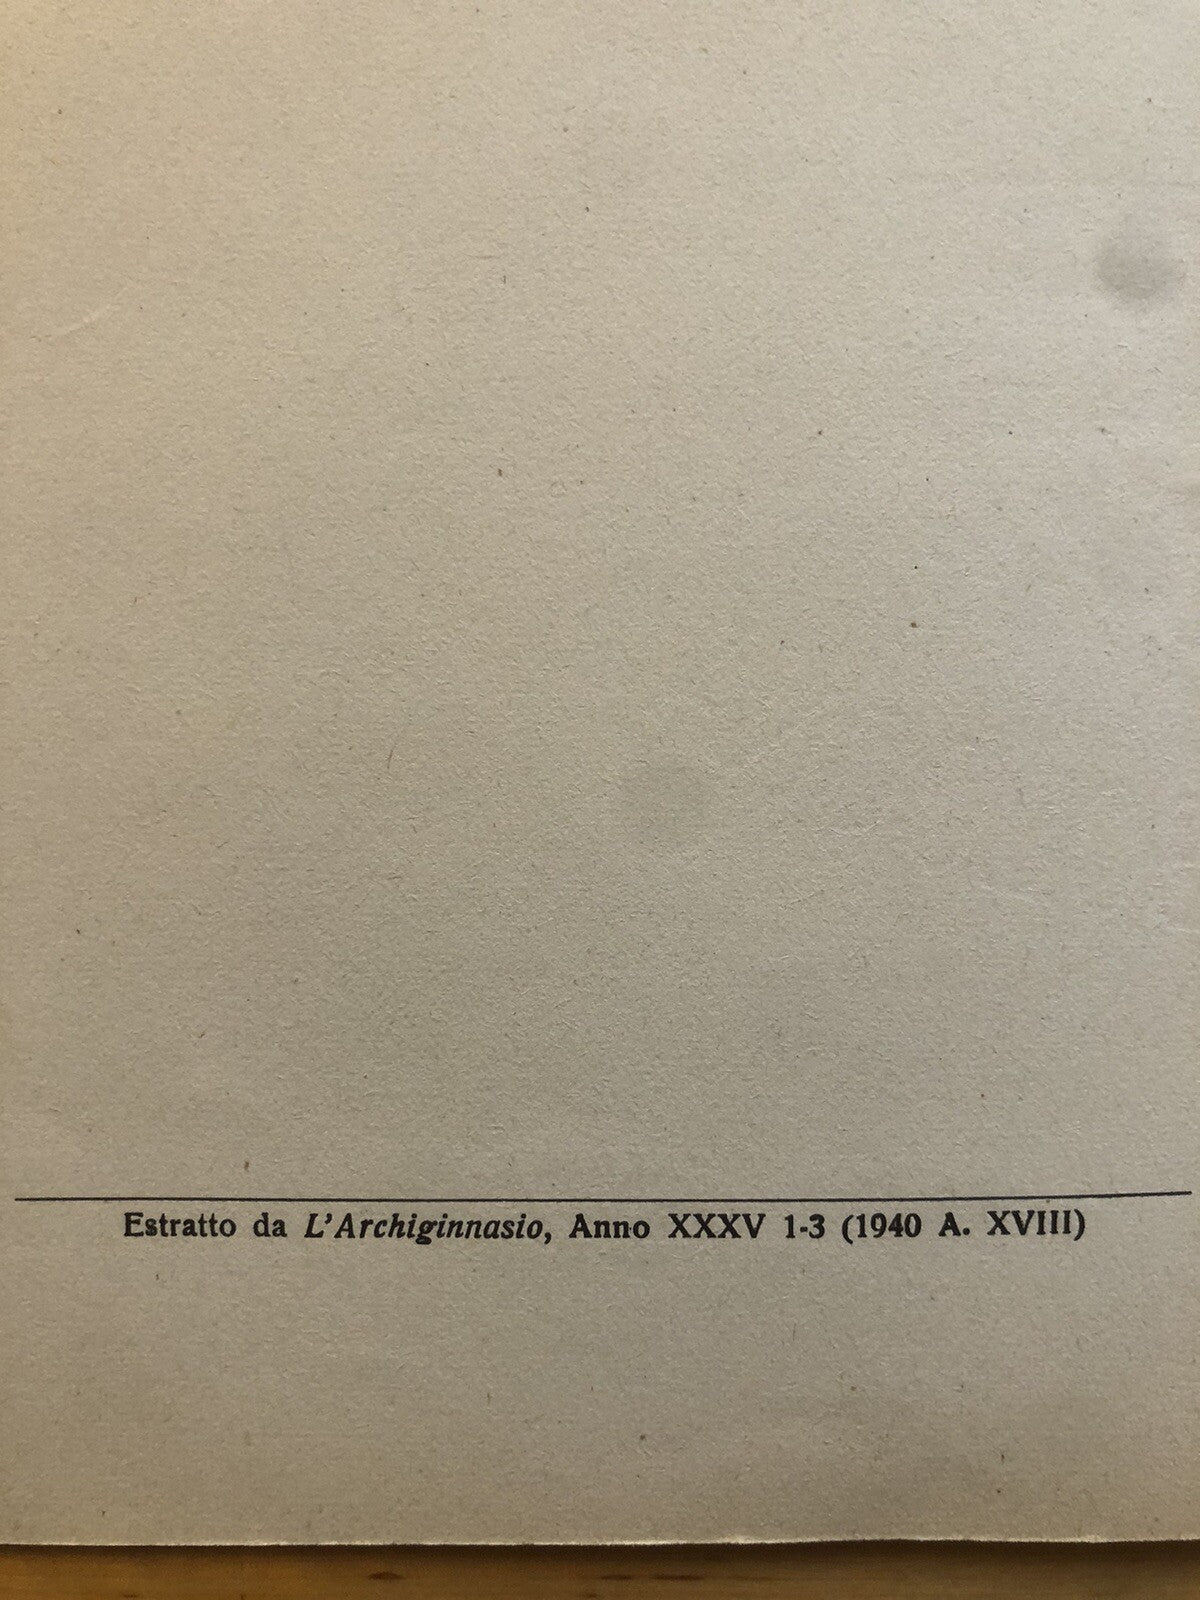 Estratto da L'Archiginnasio, Anno XXXV 1-3 (1940 A. XVIII)